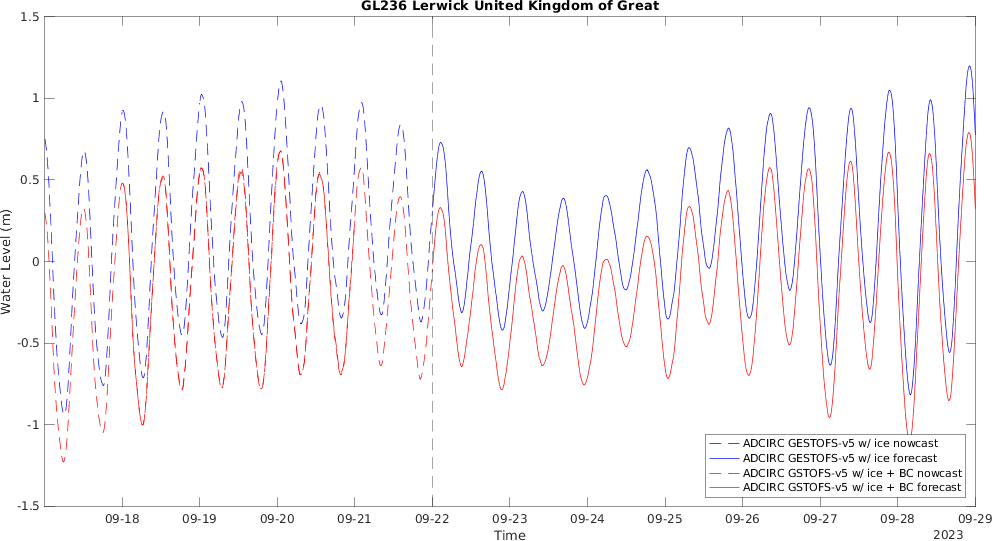 GL236 Lerwick United Kingdom of Great
1.5
1
0.5
0
-0.5
-1
-1.5
Water Level (m)
ADCIRC GESTOFS-v5 w/ ice nowcast
ADCIRC GESTOFS-v5 w/ ice forecast
ADCIRC GSTOFS-v5 w/ ice + BC nowcast
ADCIRC GSTOFS-v5 w/ ice + BC forecast
09-18 09-19 09-20 09-21 09-22 09-23 09-24 09-25 09-26 09-27 09-28 09-29
Time
2023